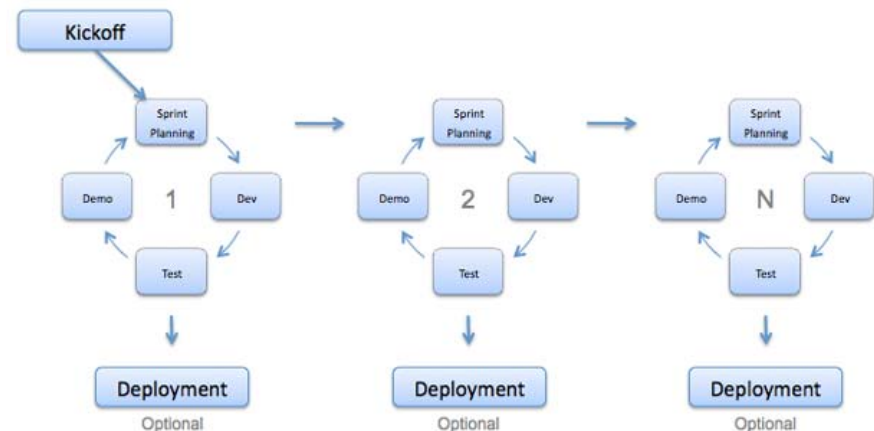 Kickoff
Sprint
Planning
Sprint
Planning
Sprint
Planning
Demo
1
Dev
Demo
2
Dev
Demo
N
Dev
Test
Test
Test
Deployment
Deployment
Deployment
Optional
Optional
Optional